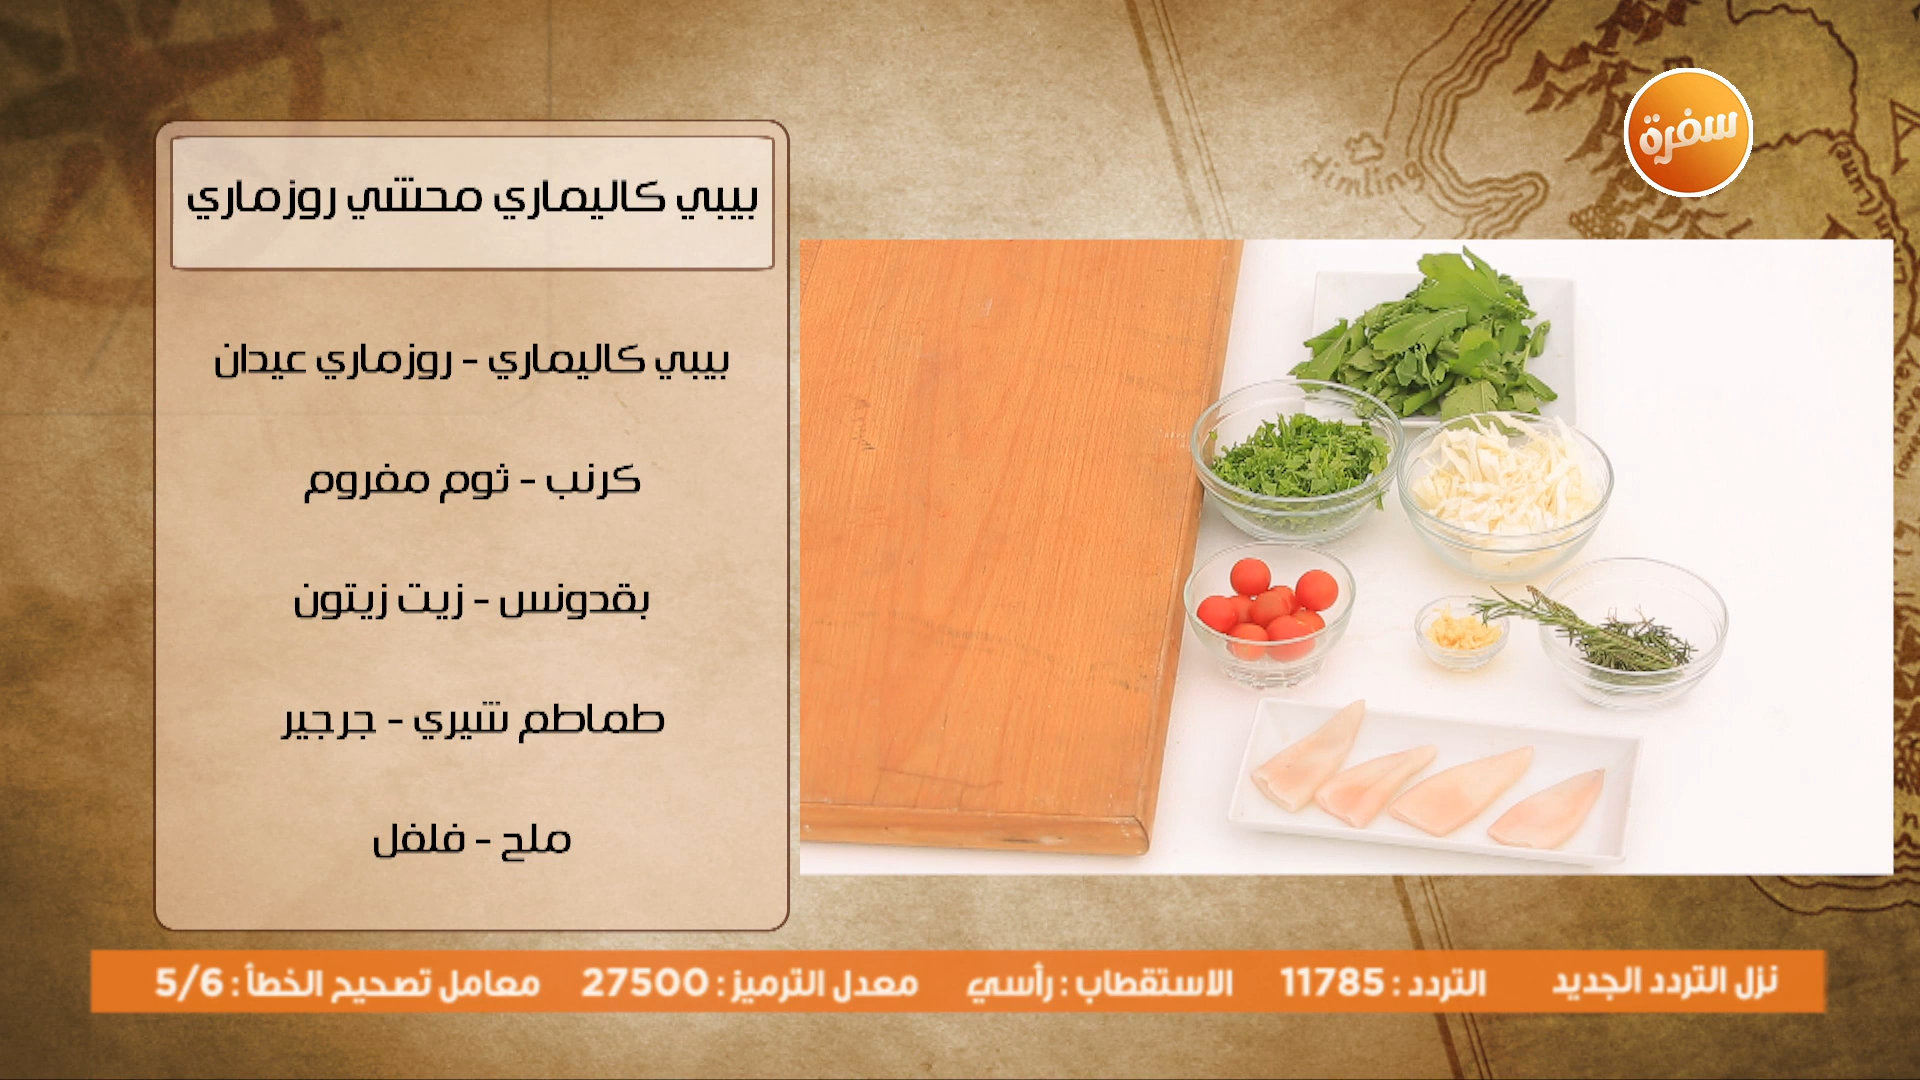 سفرة
بيبي كاليماري محشي روزماري
بيبي كاليماري - روزماري عيدان
كرنب - ثوم مفروم
بقدونس - زيت زيتون
طماطم شيري - جرجير
ملح - فلفل
Himling
نزل التردد الجديد التردد : 11785 الاستقطاب : رأسي معدل الترميز : 27500 معامل تصحيح الخطأ : 5/6